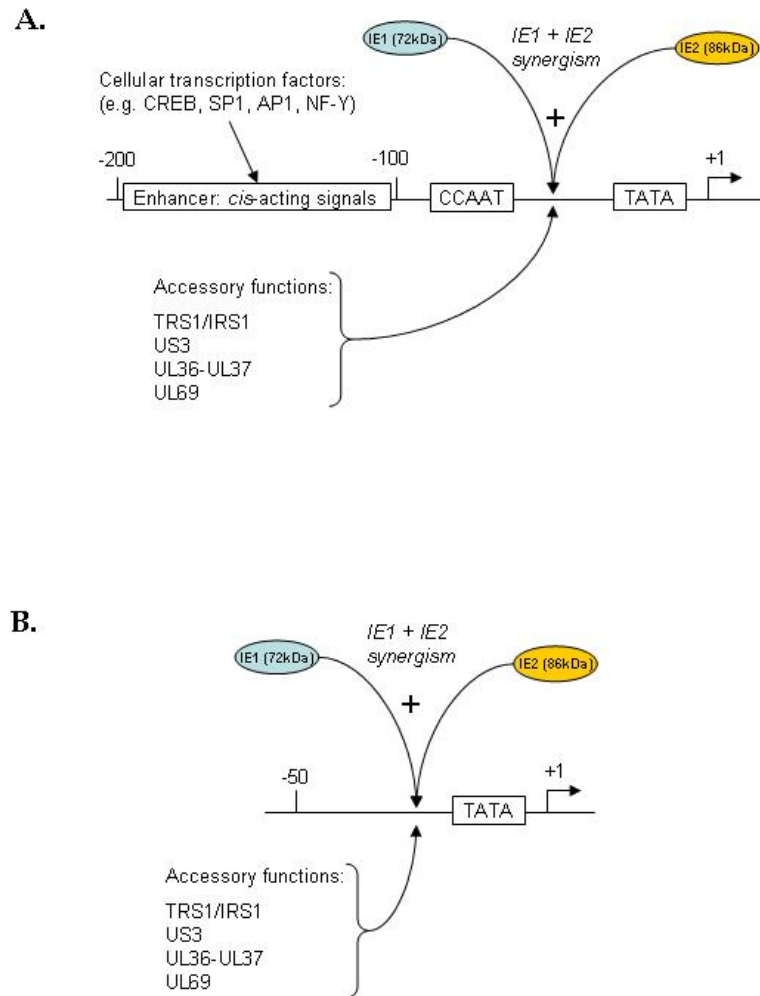 A.
IE1 (72kDa)
IE1 + IE2
synergism
IE2 (86kDa)
+
Cellular transcription factors:
(e.g. CREB, SP1, AP1, NF-Y)
-200
-100
+1
Enhancer: cis-acting signals
CCAAT
TATA
Accessory functions:
TRS1/IRS1
US3
UL36-UL37
UL69
B.
IE1 (72kDa)
IE1 + IE2
synergism
IE2 (86kDa)
+
-50
+1
TATA
Accessory functions:
TRS1/IRS1
US3
UL36-UL37
UL69